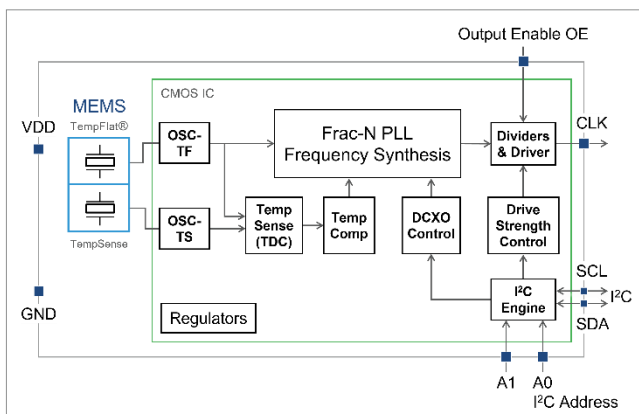 Output Enable OE
MEMS
TempFlat®
CMOS IC
VDD
OSC-
TF
Frac-N PLL
Frequency Synthesis
Dividers
& Driver
CLK
TempSense
OSC-
TS
Temp
Sense
(TDC)
Temp
Comp
DCXO
Control
Drive
Strength
Control
GND
Regulators
I²C
Engine
SCL
I²C
SDA
A1
A0
I²C Address